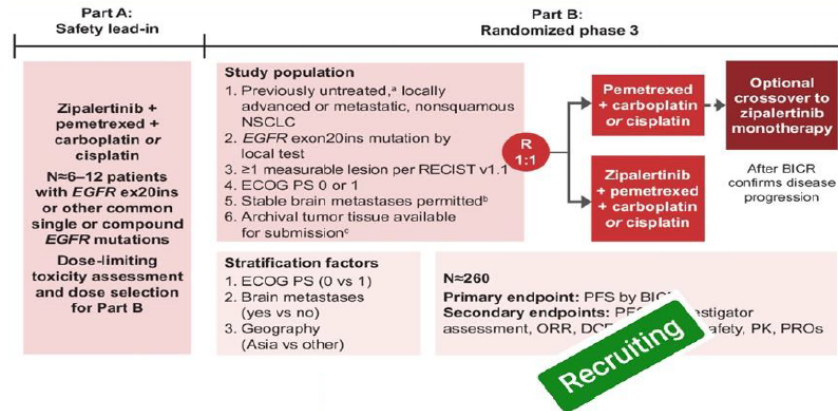 Part A:
Safety lead-in
Part B:
Randomized phase 3
Zipalertinib +
pemetrexed +
carboplatin or
cisplatin
N≈6–12 patients
with EGFR ex20ins
or other common
single or compound
EGFR mutations
Dose-limiting
toxicity assessment
and dose selection
for Part B
Study population
1. Previously untreated,ᵃ locally
advanced or metastatic, nonsquamous
NSCLC
2. EGFR exon20ins mutation by
local test
3. ≥1 measurable lesion per RECIST v1.1
4. ECOG PS 0 or 1
5. Stable brain metastases permittedᵇ
6. Archival tumor tissue available
for submissionᶜ
R
1:1
Pemetrexed
+ carboplatin
or cisplatin
Optional
crossover to
zipalertinib
monotherapy
After BICR
confirms disease
progression
Zipalertinib
+ pemetrexed
+ carboplatin
or cisplatin
Stratification factors
1. ECOG PS (0 vs 1)
2. Brain metastases
(yes vs no)
3. Geography
(Asia vs other)
N≈260
Primary endpoint: PFS by
Secondary endpoints:
assessment, ORR, PK, PROs
Recruiting